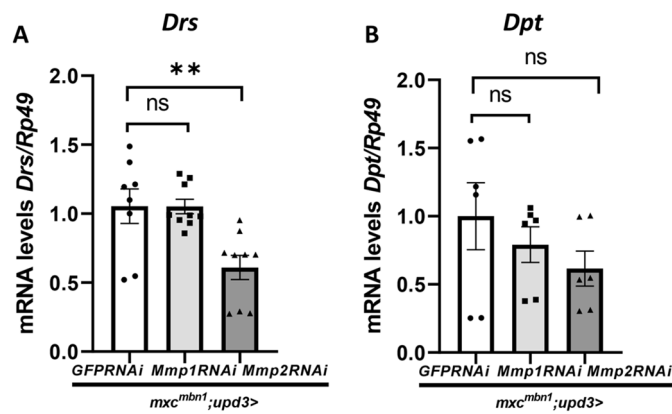 A
Drs
mRNA levels Drs/Rp49
2.0
1.5
1.0
0.5
0.0
**
ns
GFPRNAi Mmp1RNAi Mmp2RNAi
mxcmbn1;upd3>
B
Dpt
mRNA levels Dpt/Rp49
2.0
1.5
1.0
0.5
0.0
ns
ns
GFPRNAi Mmp1RNAi Mmp2RNAi
mxcmbn1;upd3>